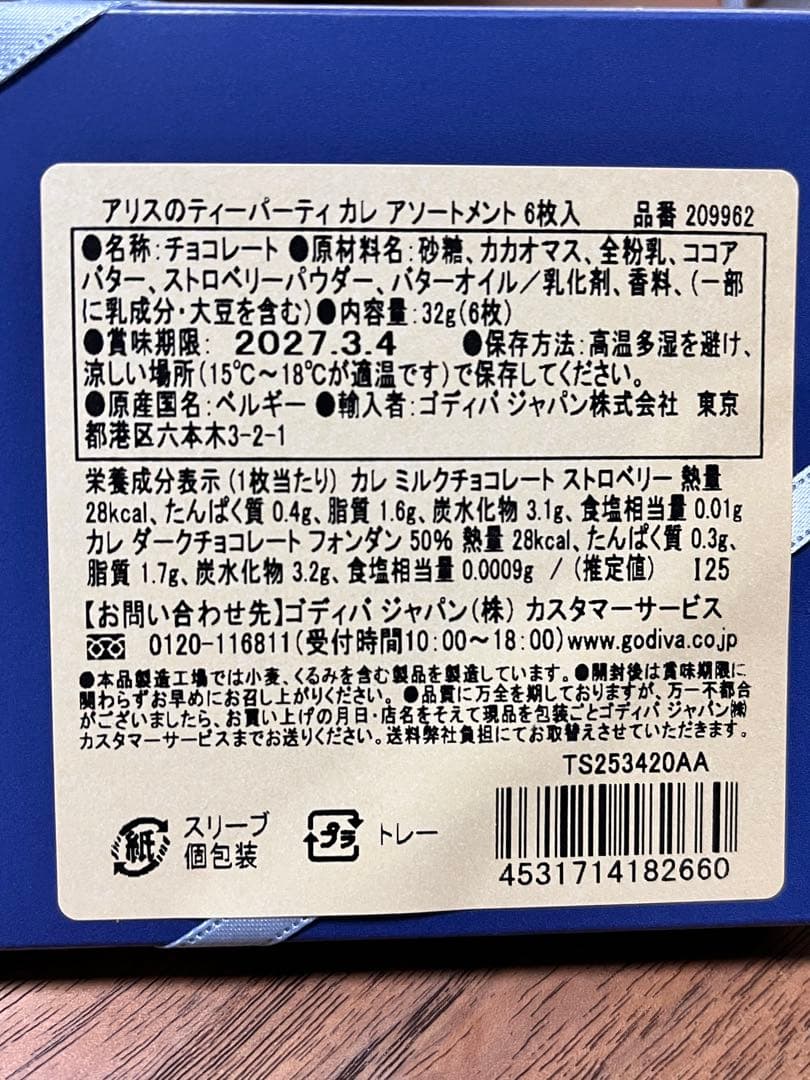 アリスのティーパーティ カレ アソートメント 6枚入 品番 209962
●名称:チョコレート ●原材料名:砂糖、カカオマス、全粉乳、ココア
バター、ストロベリーパウダー、バターオイル/乳化剤、香料、(一部
に乳成分・大豆を含む)●内容量:32g(6枚)
●賞味期限: 2027.3.4 ●保存方法:高温多湿を避け、
涼しい場所(15℃~18℃が適温です)で保存してください。
●原産国名:ベルギー ●輸入者:ゴディバ ジャパン株式会社 東京
都港区六本木3-2-1
栄養成分表示 (1枚当たり) カレ ミルクチョコレート ストロベリー 熱量
28kcal、たんぱく質 0.4g、脂質 1.6g、炭水化物 3.1g、食塩相当量 0.01g
カレ ダークチョコレート フォンダン 50% 熱量 28kcal、たんぱく質 0.3g、
脂質 1.7g、炭水化物 3.2g、食塩相当量 0.0009g / (推定値) I25
【お問い合わせ先】ゴディバ ジャパン(株) カスタマーサービス
0120-116811(受付時間10:00~18:00)www.godiva.co.jp
●本品製造工場では小麦、くるみを含む製品を製造しています。●開封後は賞味期限に
関わらずお早めにお召し上がりください。●品質に万全を期しておりますが、万一不都合
がございましたら、お買い上げの月日・店名をそえて現品を包装ごとゴディバ ジャパン㈱
カスタマーサービスまでお送りください。送料弊社負担にてお取替えさせていただきます。
TS253420AA
紙 スリーブ
個包装
プラ トレー
4531714182660